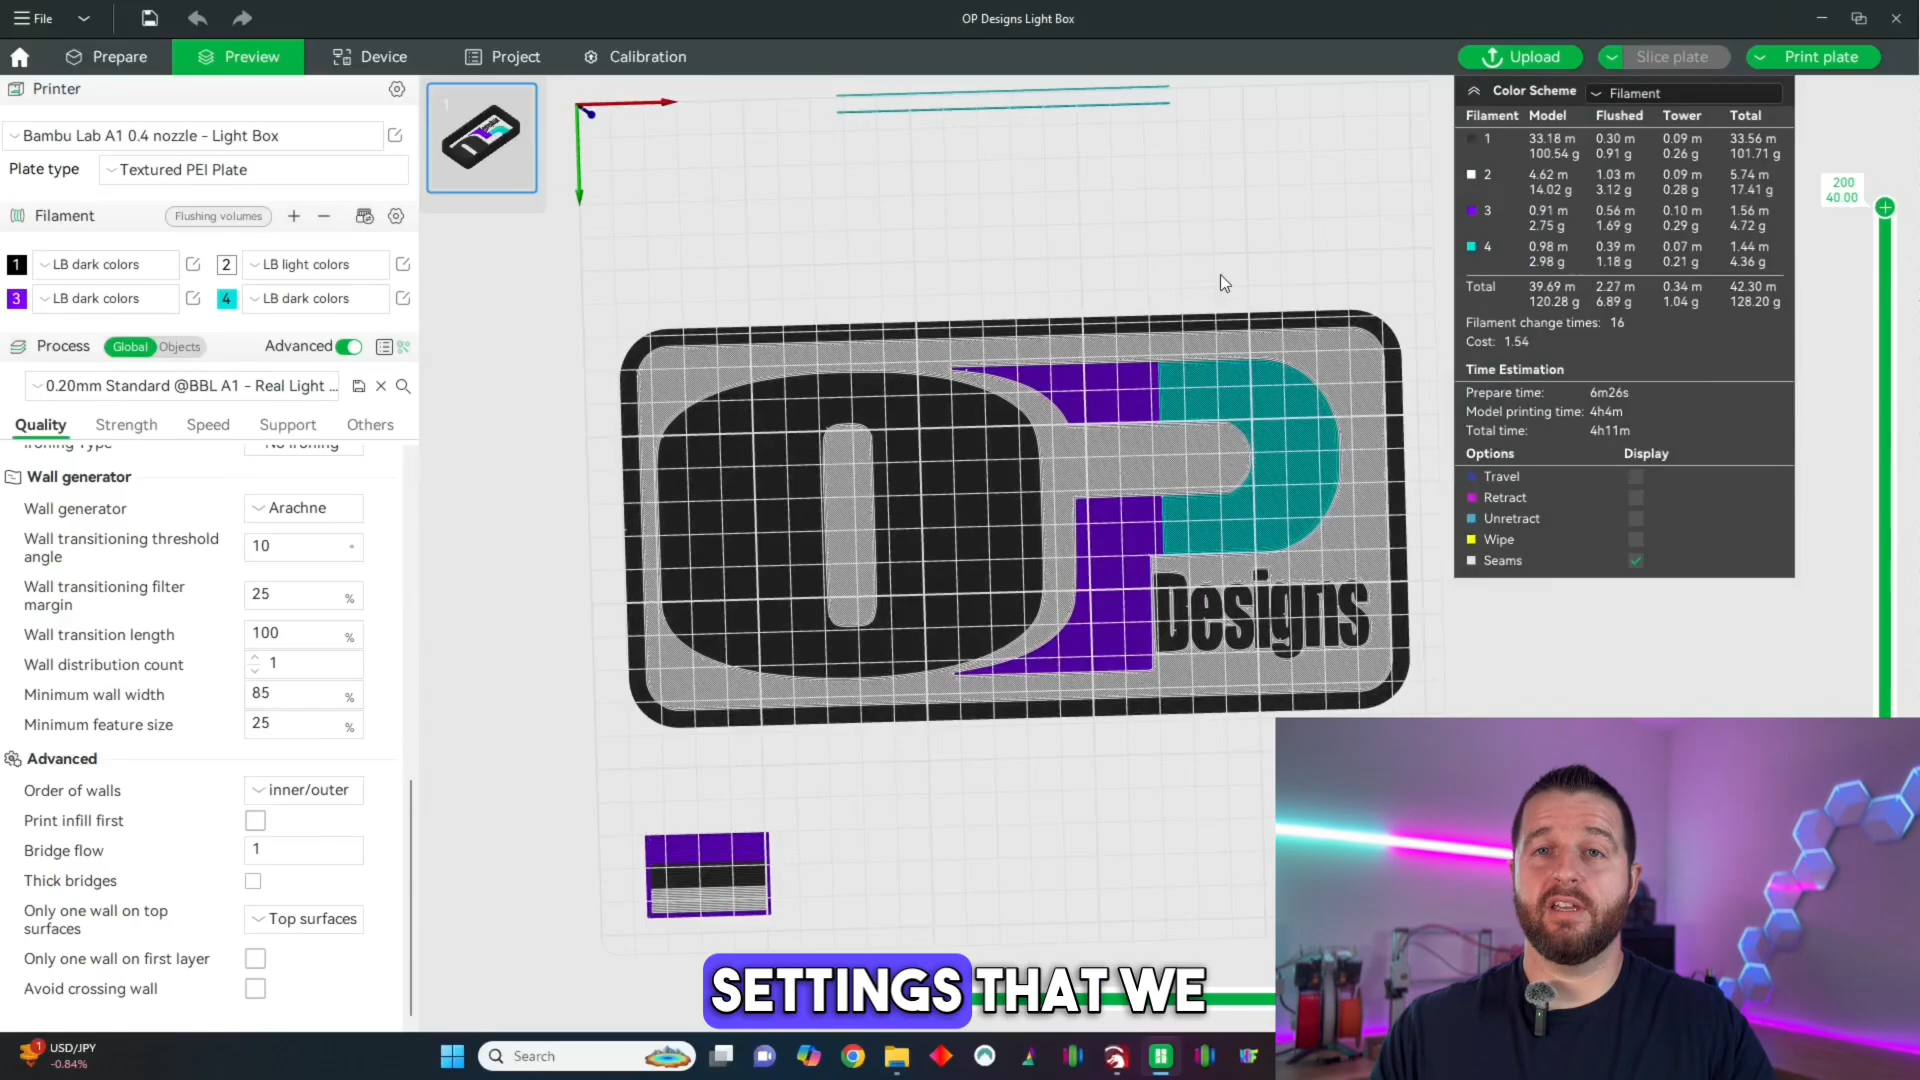 File
OP Designs Light Box
Prepare
Preview
Device
Project
Calibration
Upload
Slice plate
Print plate
Printer
Bambu Lab A1 0.4 nozzle - Light Box
Plate type
Textured PEI Plate
Filament
Flushing volumes
1 LB dark colors
2 LB light colors
3 LB dark colors
4 LB dark colors
Process
Global Objects
Advanced
0.20mm Standard @BBL A1 - Real Light ...
Quality Strength Speed Support Others
Wall generator
Wall generator Arachne
Wall transitioning threshold
angle
10 °
Wall transitioning filter
margin
25 %
Wall transition length 100 %
Wall distribution count 1
Minimum wall width 85 %
Minimum feature size 25 %
Advanced
Order of walls inner/outer
Print infill first
Bridge flow 1
Thick bridges
Only one wall on top
surfaces
Top surfaces
Only one wall on first layer
Avoid crossing wall
1
Designs
Color Scheme Filament
Filament Model Flushed Tower Total
1 33.18 m 0.30 m 0.09 m 33.56 m
100.54 g 0.91 g 0.26 g 101.71 g
2 4.62 m 1.03 m 0.09 m 5.74 m
14.02 g 3.12 g 0.28 g 17.41 g
3 0.91 m 0.56 m 0.10 m 1.56 m
2.75 g 1.69 g 0.29 g 4.72 g
4 0.98 m 0.39 m 0.07 m 1.44 m
2.98 g 1.18 g 0.21 g 4.36 g
Total 39.69 m 2.27 m 0.34 m 42.30 m
120.28 g 6.89 g 1.04 g 128.20 g
Filament change times: 16
Cost: 1.54
Time Estimation
Prepare time: 6m26s
Model printing time: 4h4m
Total time: 4h11m
Options Display
Travel
Retract
Unretract
Wipe
Seams
200
40.00
SETTINGS THAT WE
1
USD/JPY
-0.84%
Search